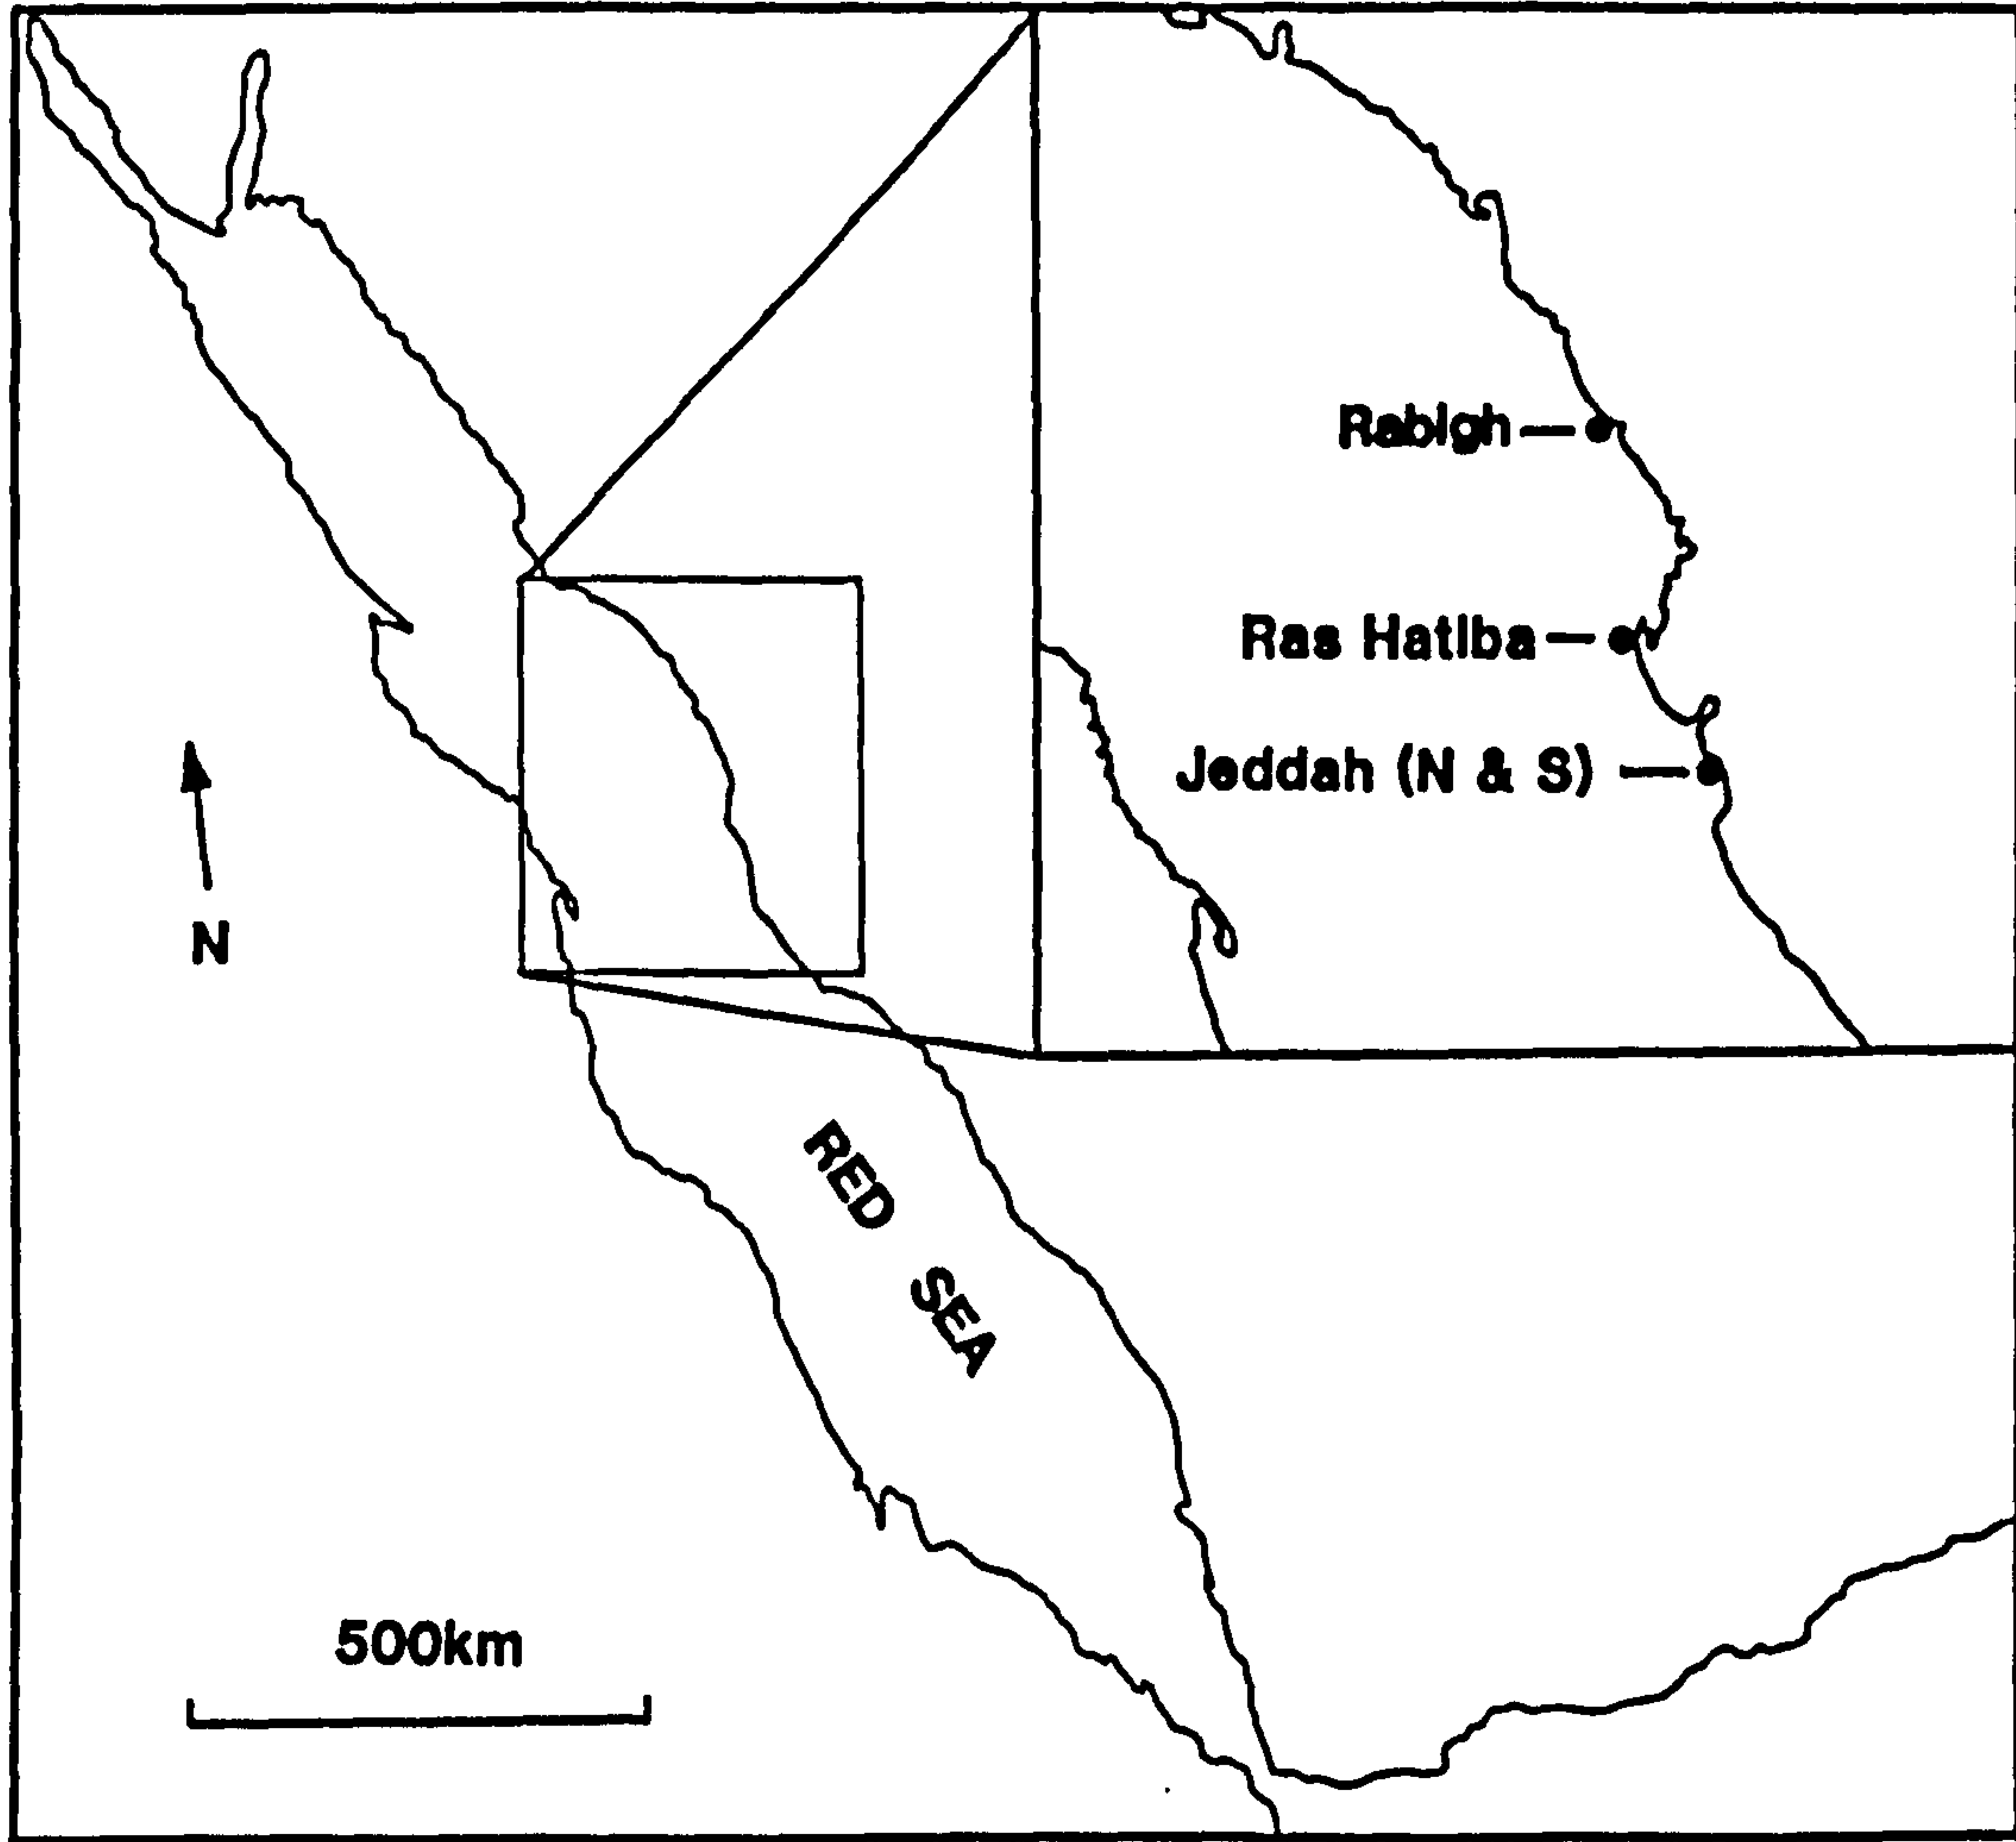 Rabigh
Ras Hatiba
Jeddah (N & S)
N
RED SEA
500km